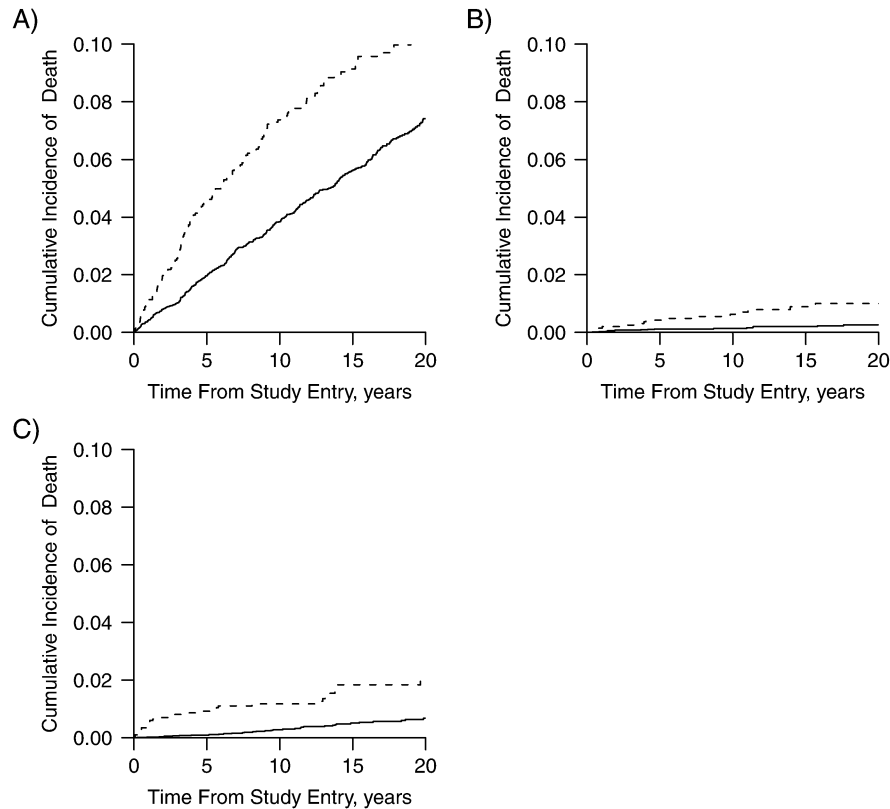 A)
Cumulative Incidence of Death
0.10
0.08
0.06
0.04
0.02
0.00
0 5 10 15 20
Time From Study Entry, years
B)
Cumulative Incidence of Death
0.10
0.08
0.06
0.04
0.02
0.00
0 5 10 15 20
Time From Study Entry, years
C)
Cumulative Incidence of Death
0.10
0.08
0.06
0.04
0.02
0.00
0 5 10 15 20
Time From Study Entry, years